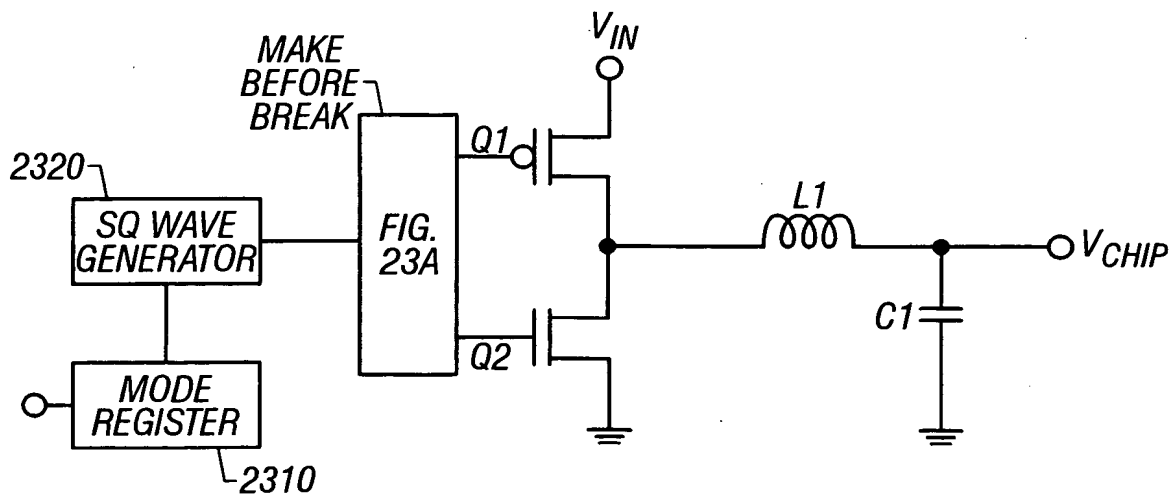 V_IN
MAKE
BEFORE
BREAK
Q1
2320
SQ WAVE
GENERATOR
FIG.
23A
L1
V_CHIP
C1
Q2
MODE
REGISTER
2310